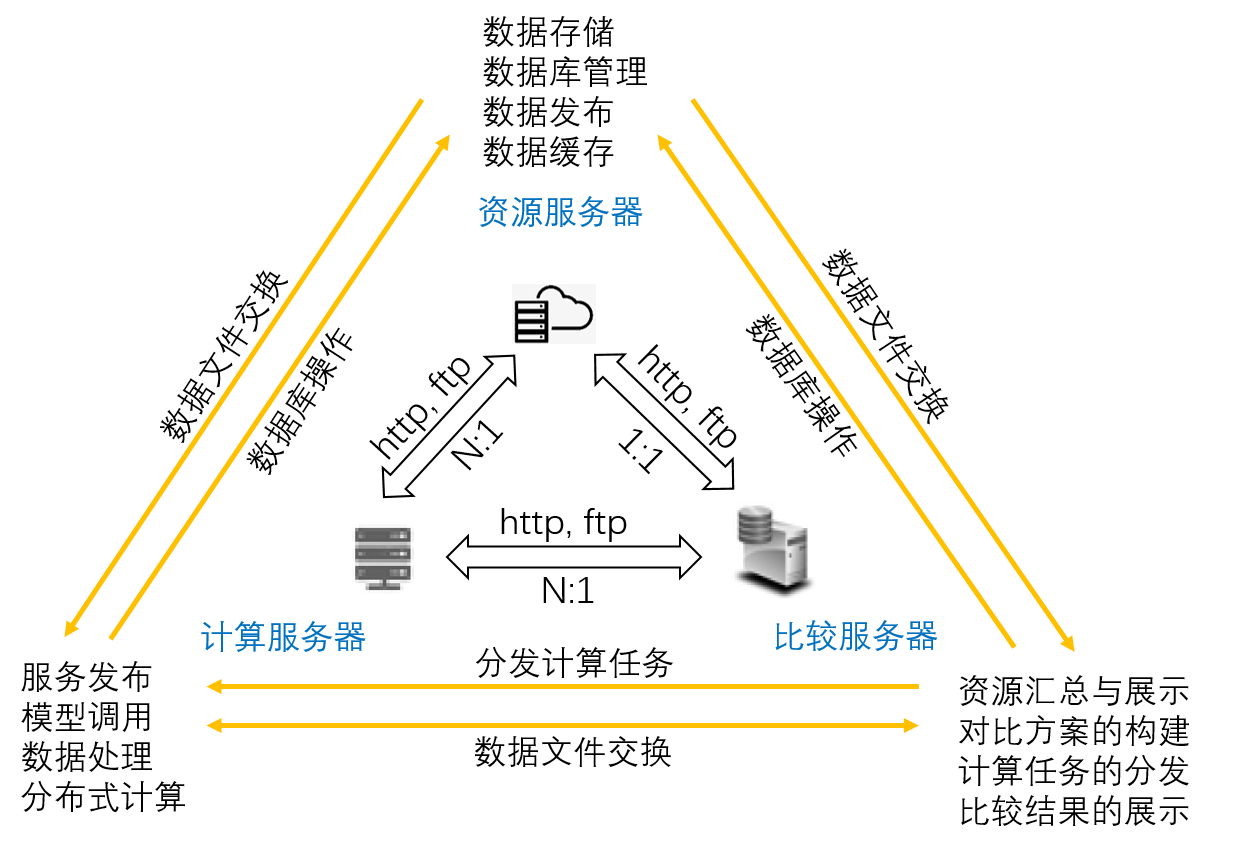 数据存储
数据库管理
数据发布
数据缓存
资源服务器
数据文件交换
数据库操作
数据库操作
数据文件交换
http, ftp
N:1
http, ftp
1:1
http, ftp
N:1
计算服务器
比较服务器
分发计算任务
数据文件交换
服务发布
模型调用
数据处理
分布式计算
资源汇总与展示
对比方案的构建
计算任务的分发
比较结果的展示